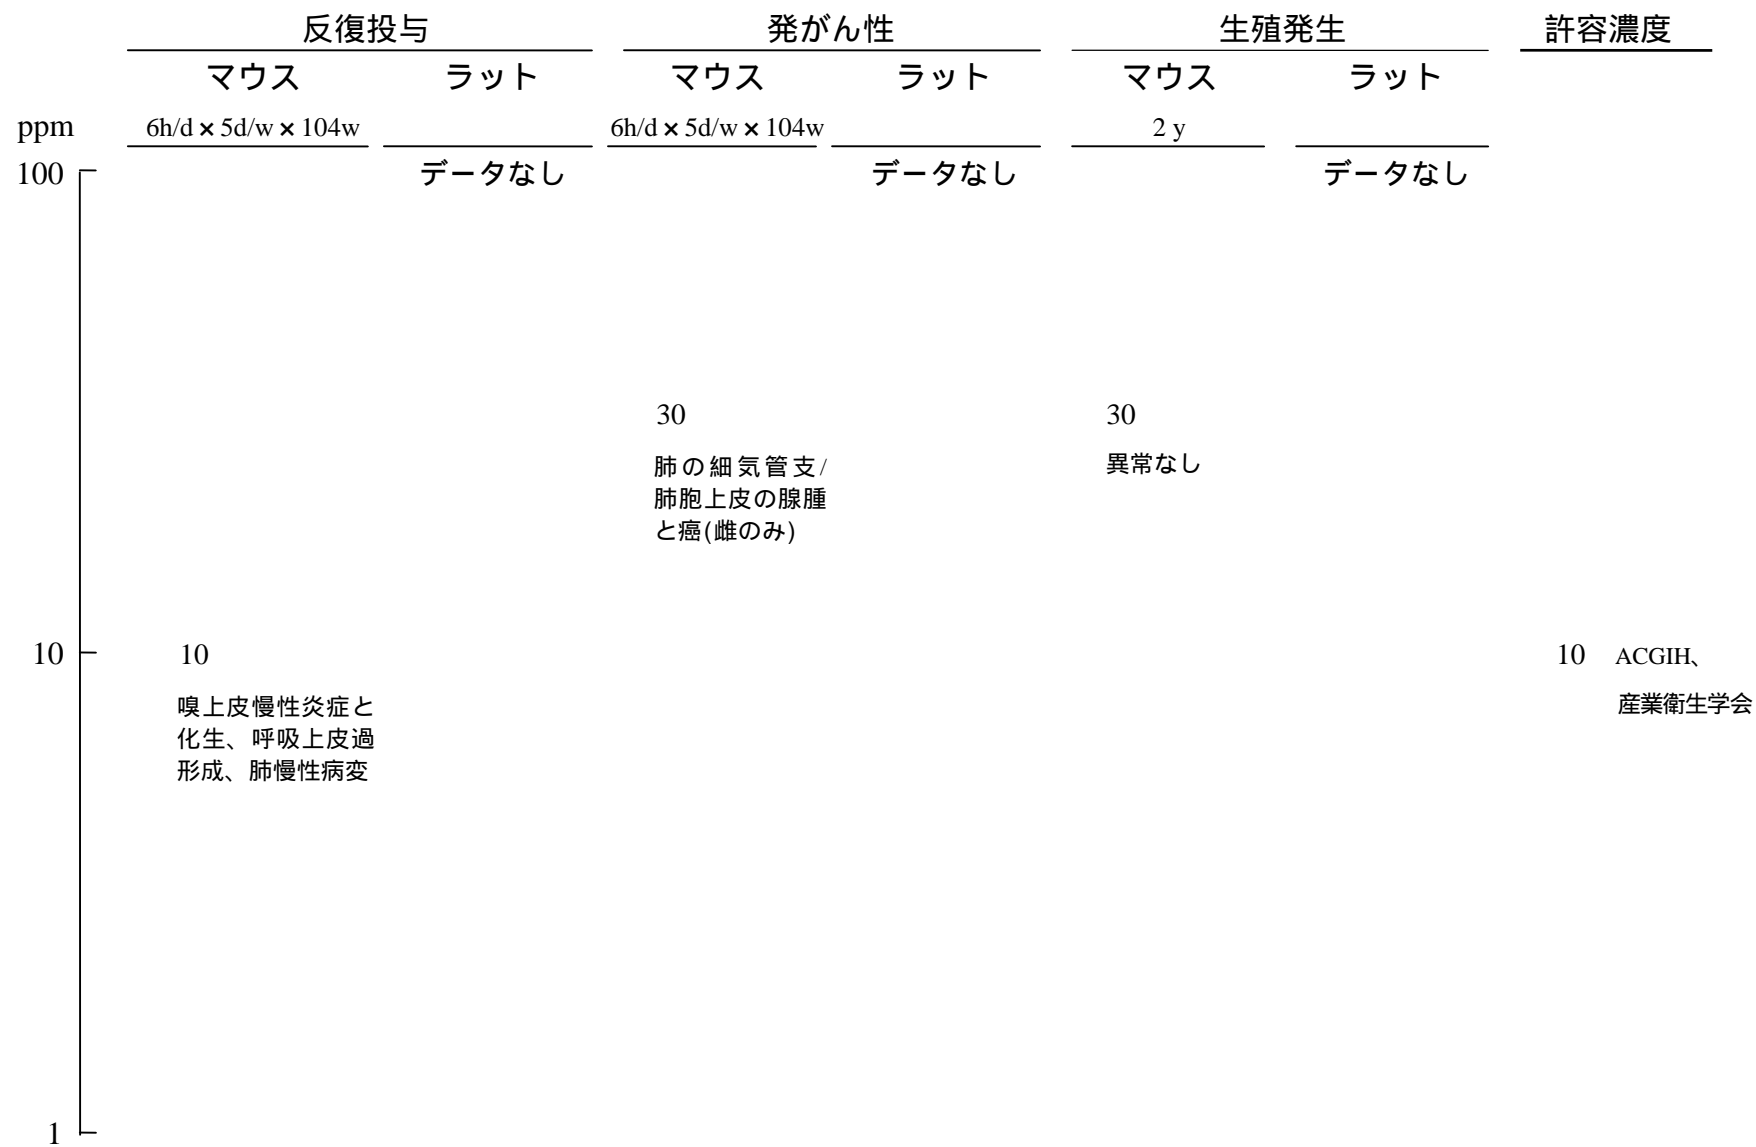 反復投与 発がん性 生殖発生 許容濃度
マウス ラット マウス ラット マウス ラット
ppm 6h/d × 5d/w × 104w 6h/d × 5d/w × 104w 2 y
100 データなし データなし データなし
30 30
肺の細気管支/ 異常なし
肺胞上皮の腺腫
と癌(雌のみ)
10 10 10 ACGIH、
嗅上皮慢性炎症と 産業衛生学会
化生、呼吸上皮過
形成、肺慢性病変
1